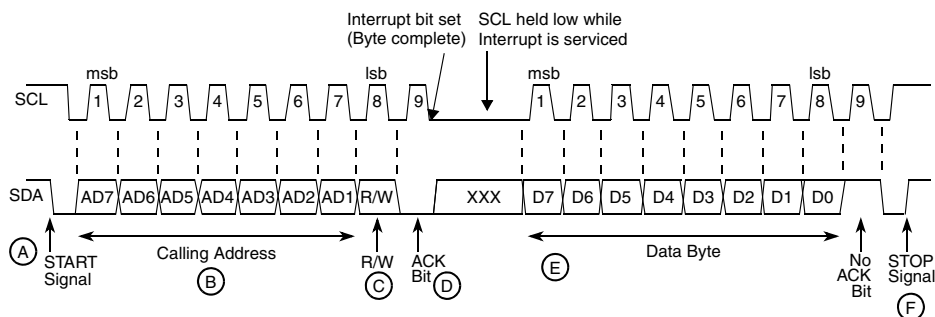 Interrupt bit set
(Byte complete)
SCL held low while
Interrupt is serviced
msb
lsb
msb
lsb
SCL
1 2 3 4 5 6 7 8 9
1 2 3 4 5 6 7 8 9
SDA
AD7 AD6 AD5 AD4 AD3 AD2 AD1 R/W
XXX
D7 D6 D5 D4 D3 D2 D1 D0
A
START
Signal
Calling Address
B
R/W
C
ACK
Bit
D
E
Data Byte
No
ACK
Bit
STOP
Signal
F